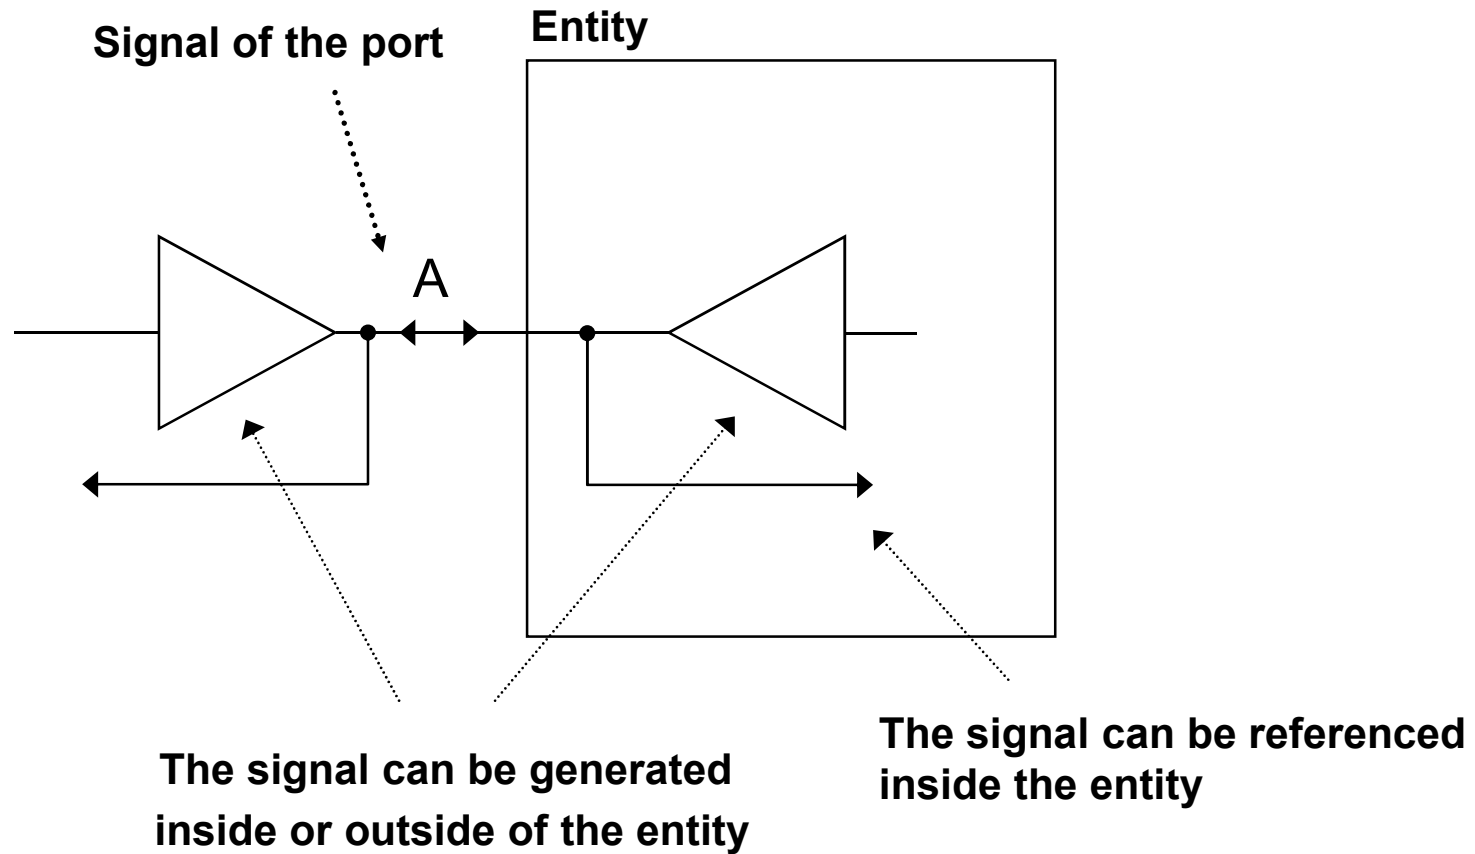 Signal of the port
Entity
A
The signal can be generated
inside or outside of the entity
The signal can be referenced
inside the entity